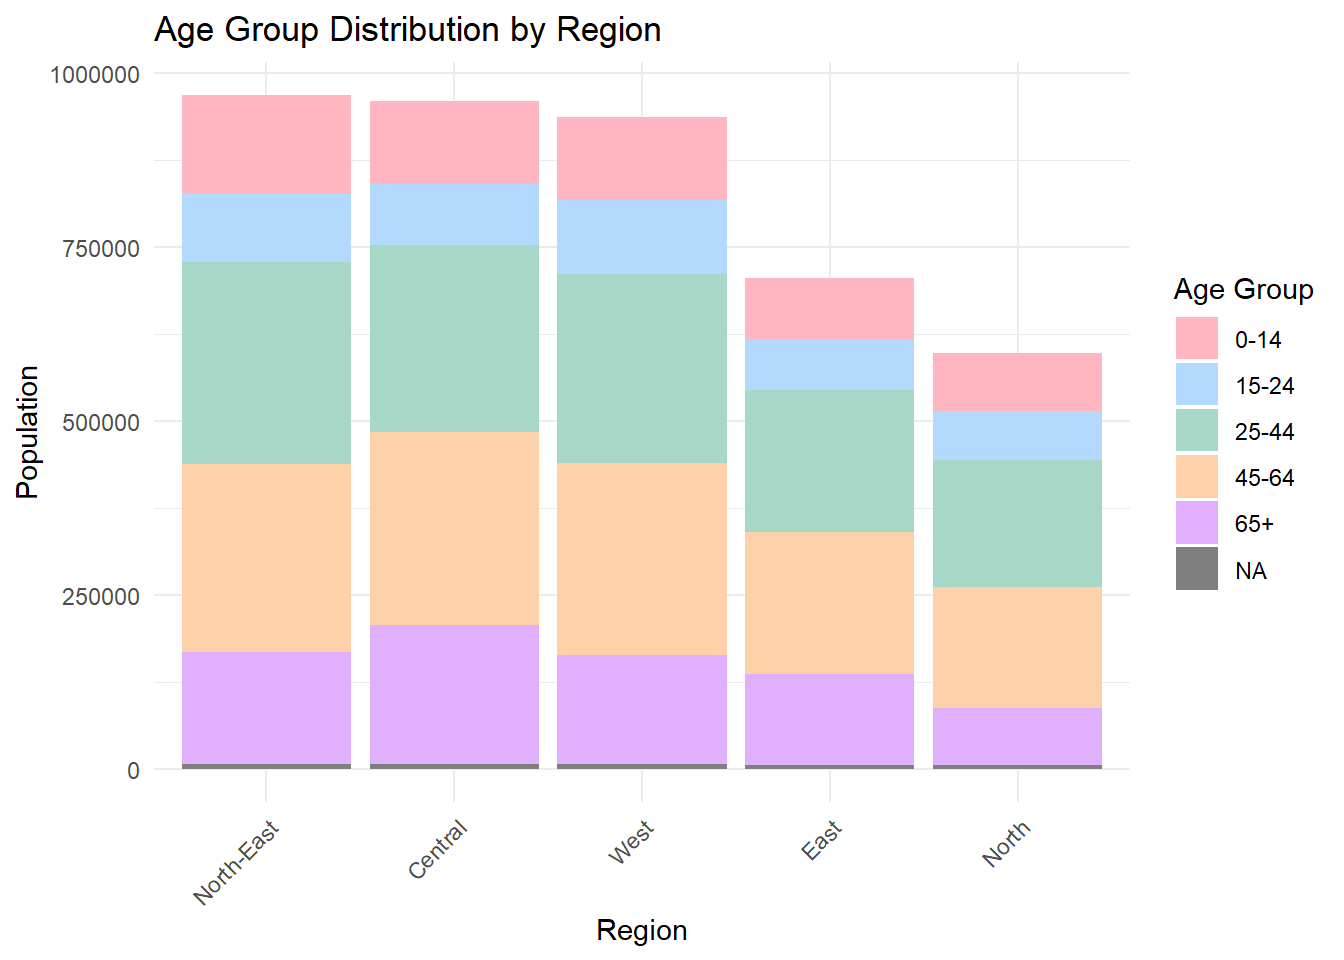 Age Group Distribution by Region
1000000
750000
500000
250000
0
Population
North-East
Central
West
East
North
Region
Age Group
0-14
15-24
25-44
45-64
65+
NA